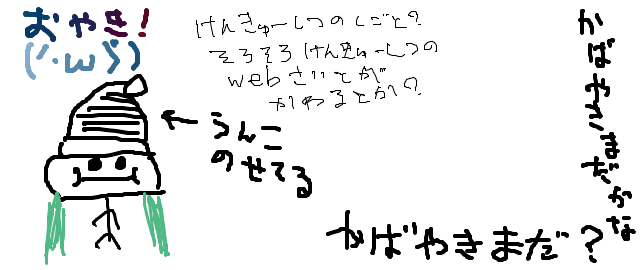 おやき!
(´・ω・`)
けんきゅーしつのしごと?
そろそろけんきゅーしつの
webさいとが
かわるとか?
←うんこ
のせてる
かばやきまだかな
かばやきまだ?